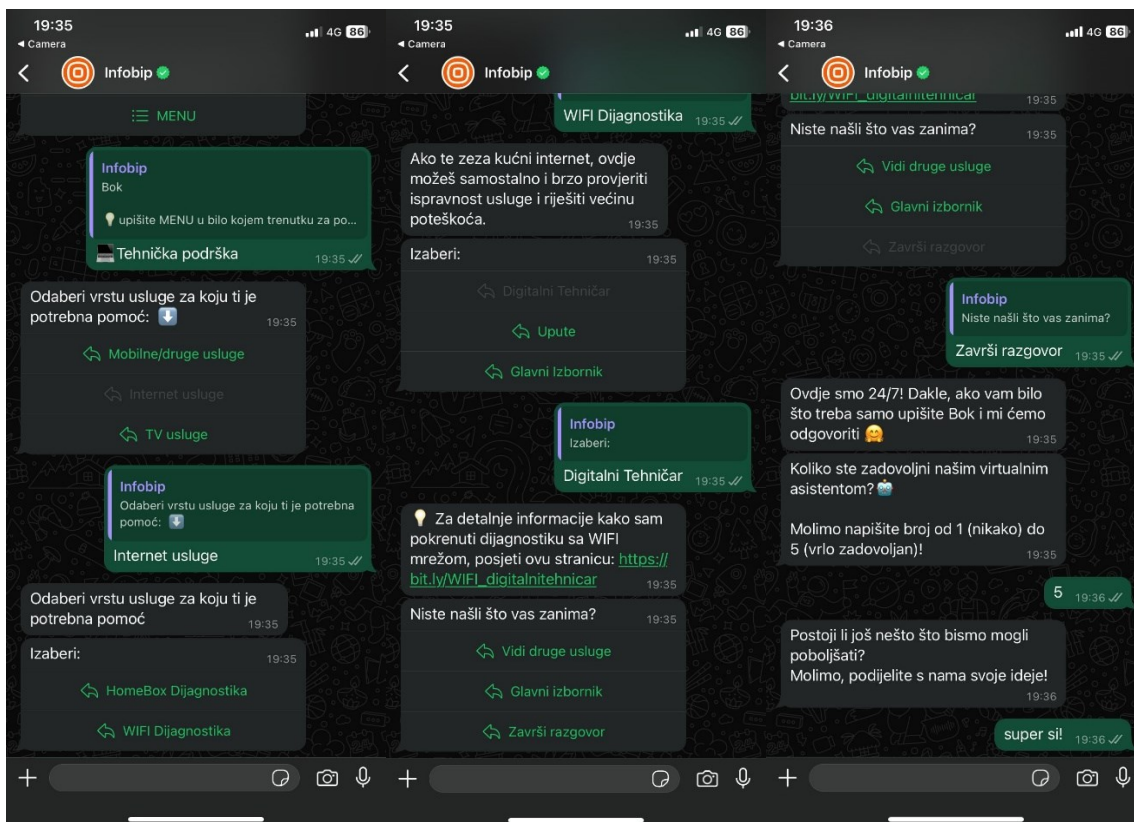 19:35
4G 86
◄ Camera
Infobip
MENU
Infobip
Bok
upišite MENU u bilo kojem trenutku za po...
Tehnička podrška 19:35
Odaberi vrstu usluge za koju ti je
potrebna pomoć: ⬇️ 19:35
Mobilne/druge usluge
Internet usluge
TV usluge
Infobip
Odaberi vrstu usluge za koju ti je potrebna
pomoć: ⬇️
Internet usluge 19:35
Odaberi vrstu usluge za koju ti je
potrebna pomoć 19:35
Izaberi: 19:35
HomeBox Dijagnostika
WIFI Dijagnostika
19:35
4G 86
◄ Camera
Infobip
WIFI Dijagnostika 19:35
Ako te zeza kućni internet, ovdje
možeš samostalno i brzo provjeriti
ispravnost usluge i riješiti većinu
poteškoća. 19:35
Izaberi: 19:35
Digitalni Tehničar
Upute
Glavni Izbornik
Infobip
Izaberi:
Digitalni Tehničar 19:35
💡 Za detalnje informacije kako sam
pokrenuti dijagnostiku sa WIFI
mrežom, posjeti ovu stranicu: https://
bit.ly/WIFI_digitalnitehnicar 19:35
Niste našli što vas zanima? 19:35
Vidi druge usluge
Glavni izbornik
Završi razgovor
19:36
4G 86
◄ Camera
Infobip
bit.ly/WIFI_digitalnitehnicar 19:35
Niste našli što vas zanima? 19:35
Vidi druge usluge
Glavni izbornik
Završi razgovor
Infobip
Niste našli što vas zanima?
Završi razgovor 19:35
Ovdje smo 24/7! Dakle, ako vam bilo
što treba samo upišite Bok i mi ćemo
odgovoriti 🤗 19:35
Koliko ste zadovoljni našim virtualnim
asistentom? 🤖
Molimo napišite broj od 1 (nikako) do
5 (vrlo zadovoljan)! 19:35
5 19:36
Postoji li još nešto što bismo mogli
poboljšati?
Molimo, podijelite s nama svoje ideje!
19:36
super si! 19:36